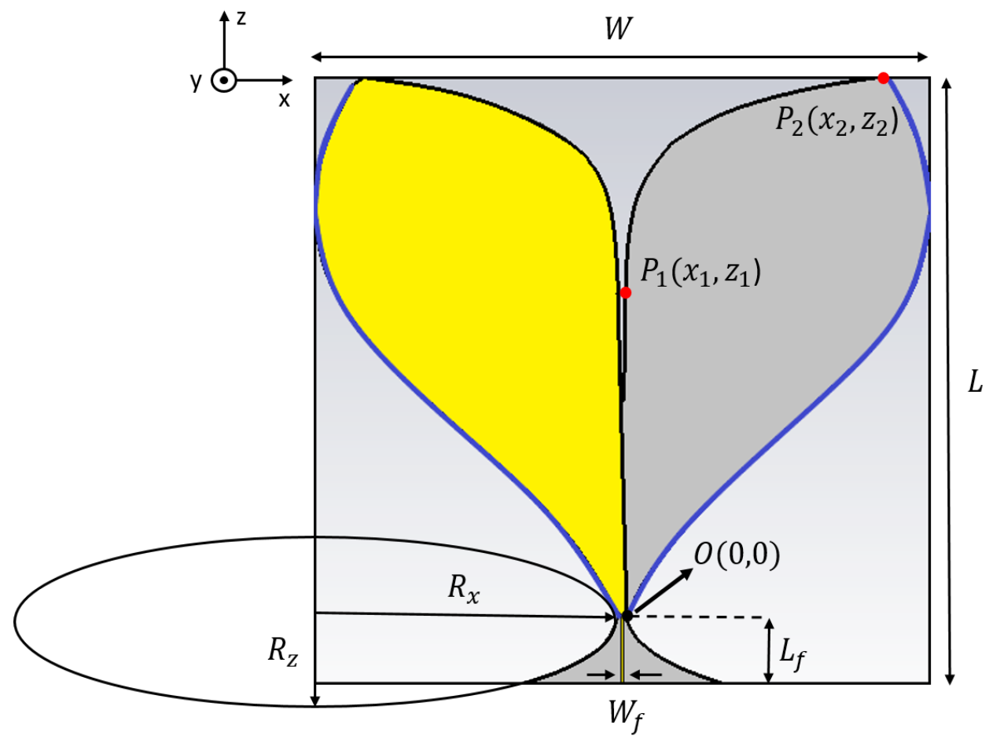 z
W
y
x
P₂(x₂, z₂)
P₁(x₁, z₁)
L
O(0,0)
Rₓ
R_z
L_f
W_f